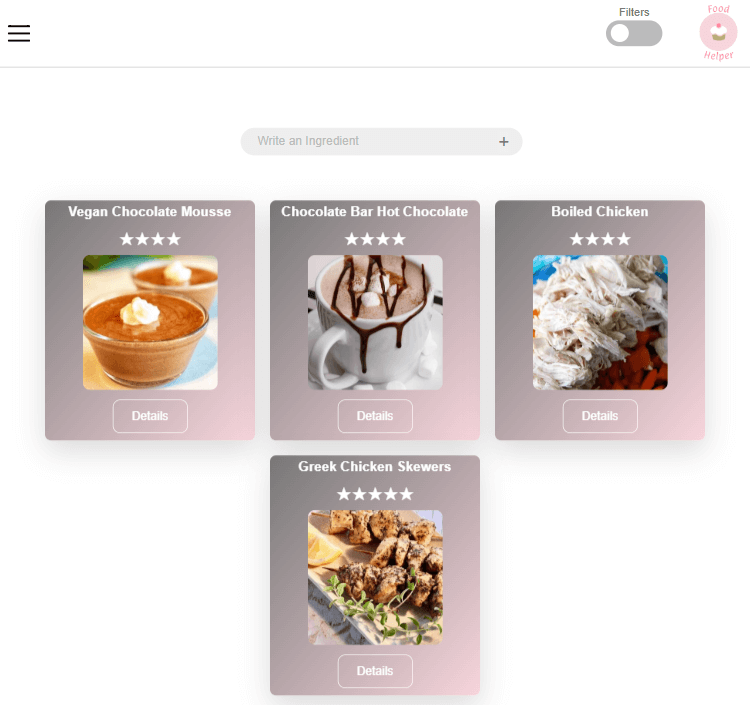 Filters
Food
Helper
Write an Ingredient +
Vegan Chocolate Mousse
Chocolate Bar Hot Chocolate
Boiled Chicken
Details
Details
Details
Greek Chicken Skewers
Details